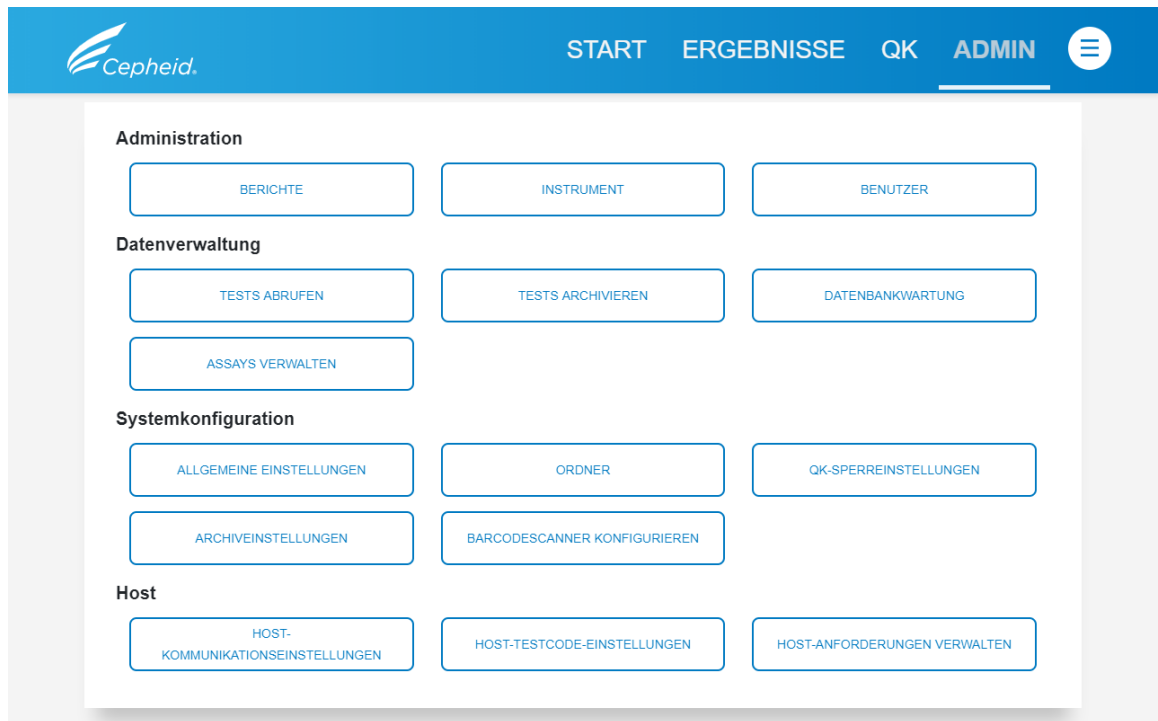 Cepheid.
START ERGEBNISSE QK ADMIN
Administration
BERICHTE INSTRUMENT BENUTZER
Datenverwaltung
TESTS ABRUFEN TESTS ARCHIVIEREN DATENBANKWARTUNG
ASSAYS VERWALTEN
Systemkonfiguration
ALLGEMEINE EINSTELLUNGEN ORDNER QK-SPERREINSTELLUNGEN
ARCHIVEINSTELLUNGEN BARCODESCANNER KONFIGURIEREN
Host
HOST-
KOMMUNIKATIONSEINSTELLUNGEN
HOST-TESTCODE-EINSTELLUNGEN
HOST-ANFORDERUNGEN VERWALTEN